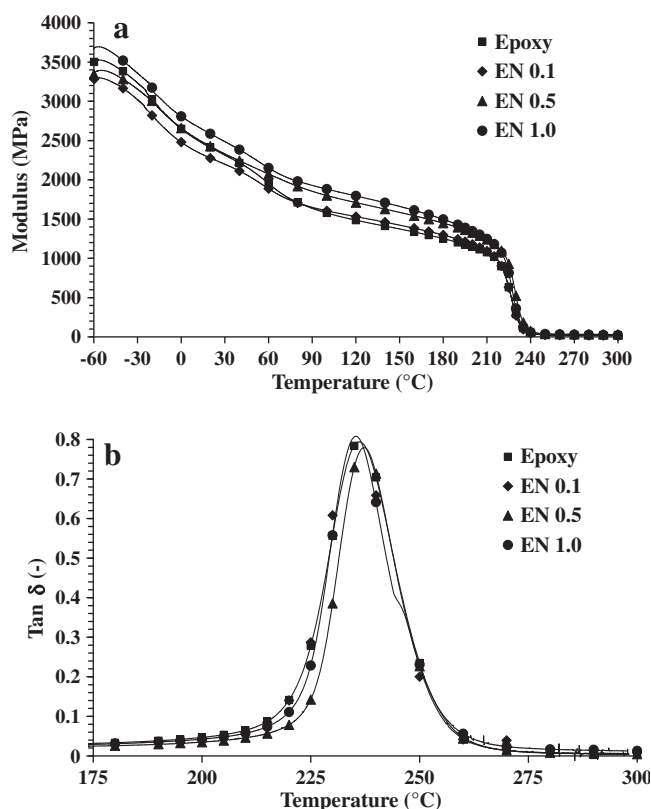 a
4000
3500
3000
2500
2000
1500
1000
500
0
Modulus (MPa)
Epoxy
EN 0.1
EN 0.5
EN 1.0
-60 -30 0 30 60 90 120 150 180 210 240 270 300
Temperature (°C)
b
0.8
0.7
0.6
0.5
0.4
0.3
0.2
0.1
0
Tan δ (-)
Epoxy
EN 0.1
EN 0.5
EN 1.0
175 200 225 250 275 300
Temperature (°C)